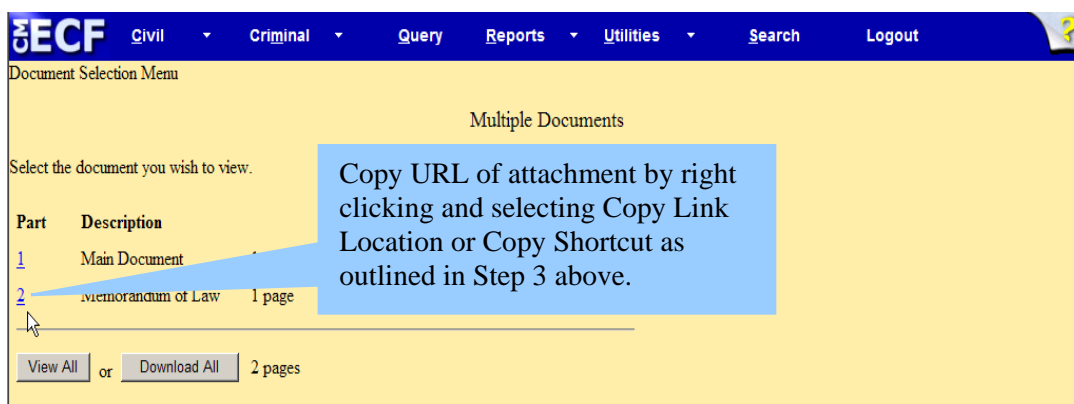 CM ECF Civil Criminal Query Reports Utilities Search Logout ?
Document Selection Menu
Multiple Documents
Select the document you wish to view.
Copy URL of attachment by right
clicking and selecting Copy Link
Location or Copy Shortcut as
outlined in Step 3 above.
Part Description
1 Main Document
2 Memorandum of Law 1 page
View All or Download All 2 pages